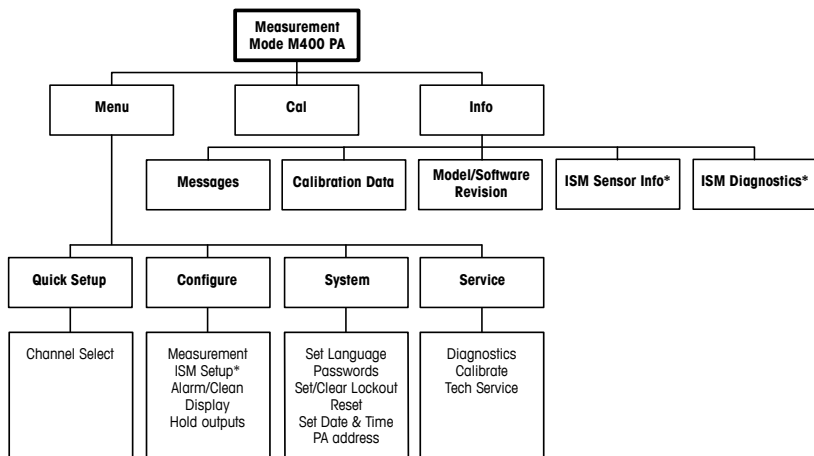 Measurement
Mode M400 PA
Menu
Cal
Info
Messages
Calibration Data
Model/Software
Revision
ISM Sensor Info*
ISM Diagnostics*
Quick Setup
Configure
System
Service
Channel Select
Measurement
ISM Setup*
Alarm/Clean
Display
Hold outputs
Set Language
Passwords
Set/Clear Lockout
Reset
Set Date & Time
PA address
Diagnostics
Calibrate
Tech Service